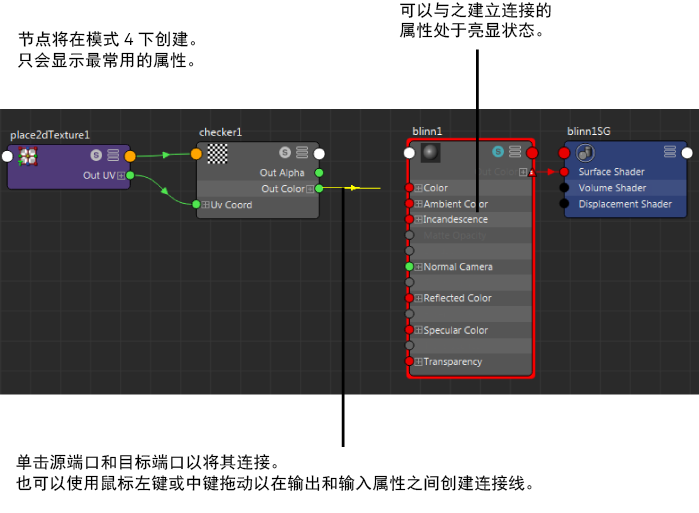 节点将在模式 4 下创建。
只会显示最常用的属性。
可以与之建立连接的
属性处于亮显状态。
place2dTexture1
Out UV
checker1
Out Alpha
Out Color
Uv Coord
blinn1
Out Color
Color
Ambient Color
Incandescence
Matte Opacity
Normal Camera
Reflected Color
Specular Color
Transparency
blinn1SG
Surface Shader
Volume Shader
Displacement Shader
单击源端口和目标端口以将其连接。
也可以使用鼠标左键或中键拖动以在输出和输入属性之间创建连接线。